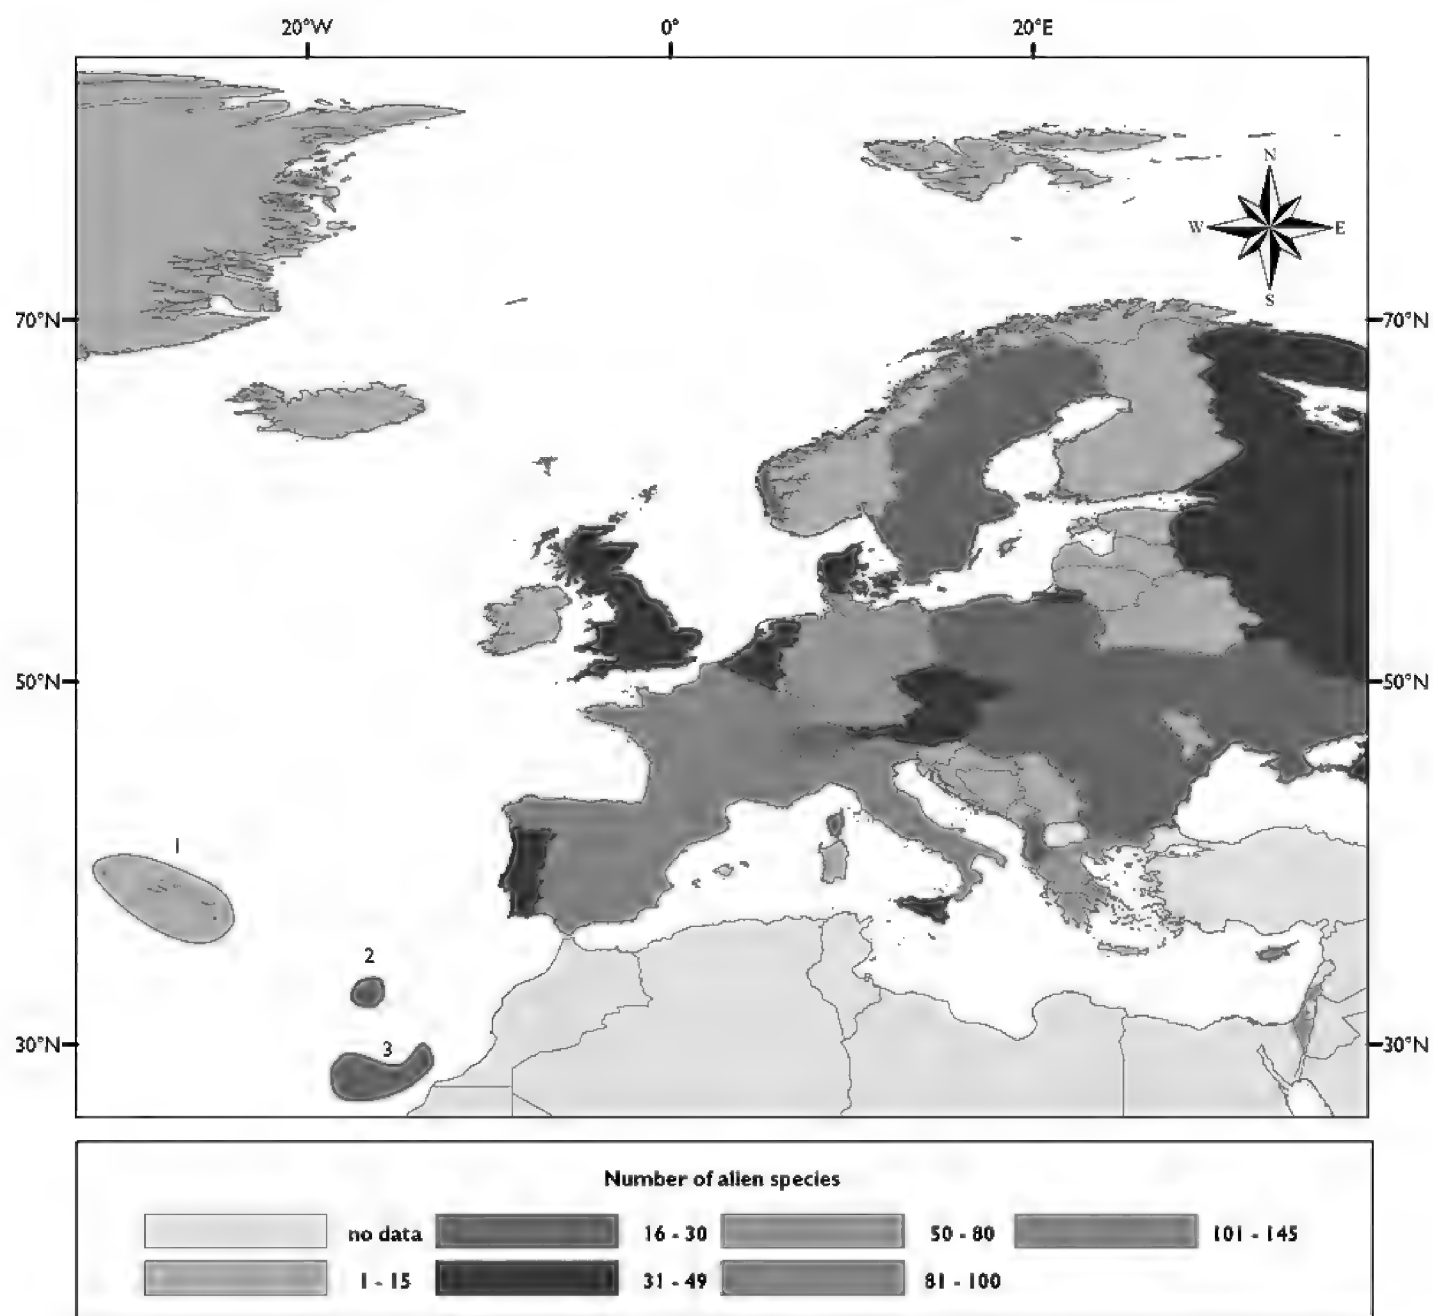 20°W 0° 20°E
N
W E
S
70°N 70°N
50°N 50°N
1
2
3
30°N 30°N
Number of alien species
no data 16 - 30 50 - 80 101 - 145
1 - 15 31 - 49 81 - 100